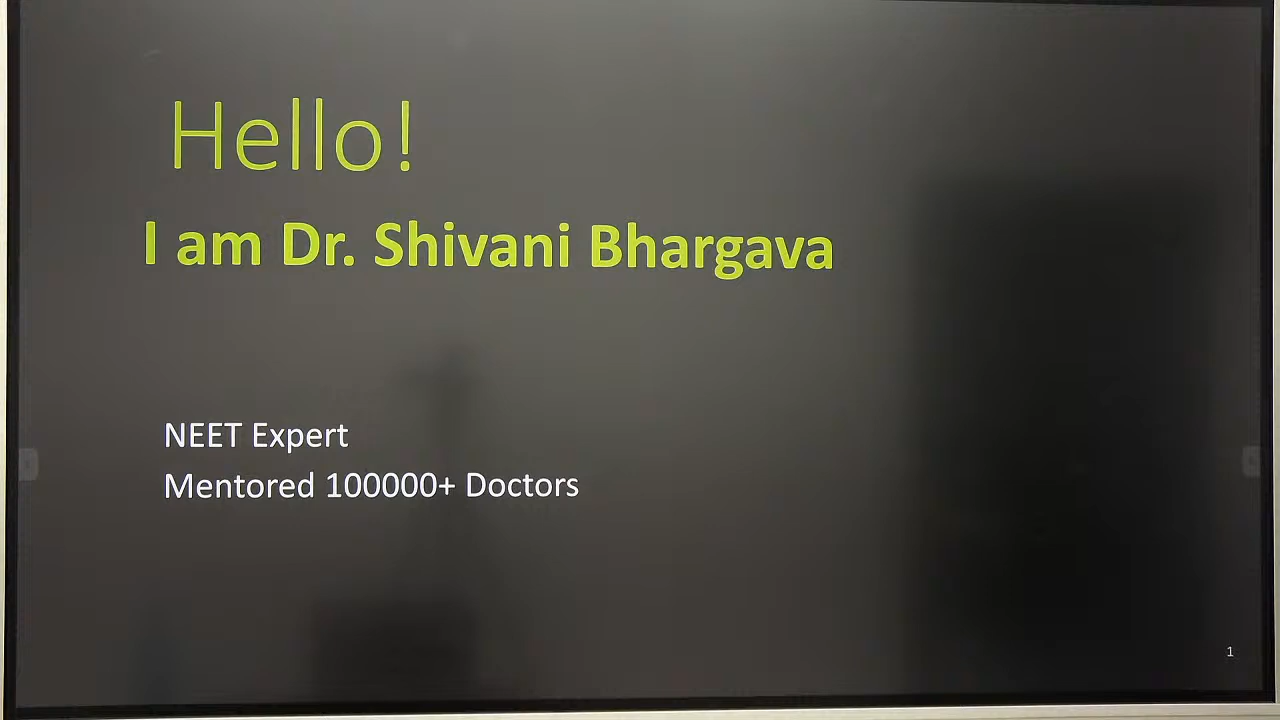 Hello!
I am Dr. Shivani Bhargava
NEET Expert
Mentored 100000+ Doctors
1